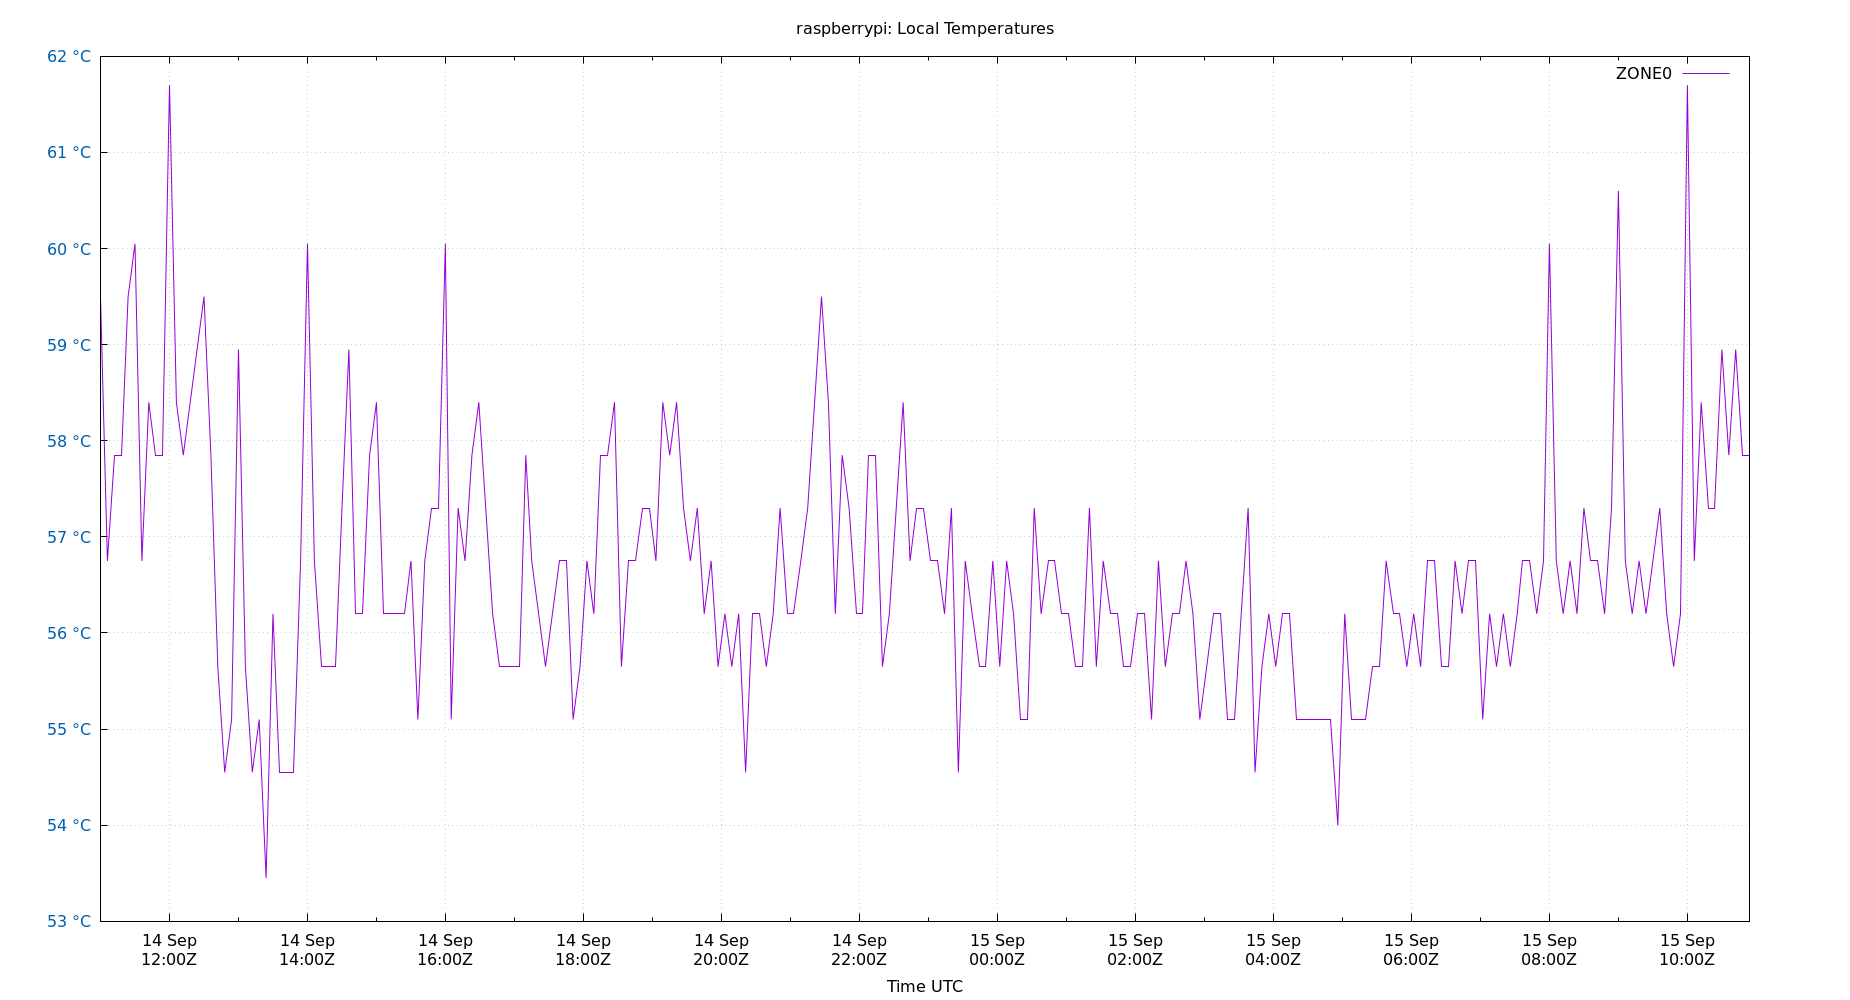 raspberrypi: Local Temperatures
62 °C
ZONE0
61 °C
60 °C
59 °C
58 °C
57 °C
56 °C
55 °C
54 °C
53 °C
14 Sep 14 Sep 14 Sep 14 Sep 14 Sep 14 Sep 15 Sep 15 Sep 15 Sep 15 Sep 15 Sep 15 Sep
12:00Z 14:00Z 16:00Z 18:00Z 20:00Z 22:00Z 00:00Z 02:00Z 04:00Z 06:00Z 08:00Z 10:00Z
Time UTC